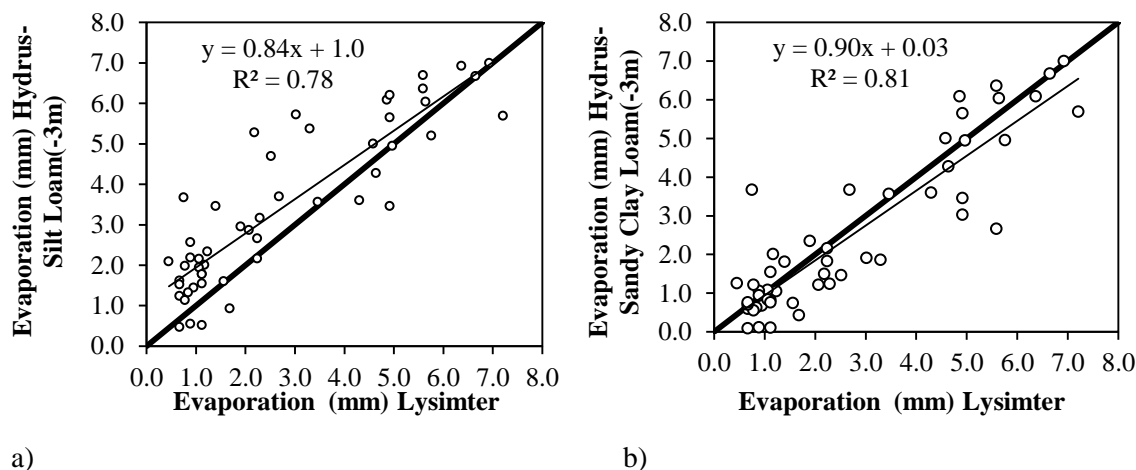 a)
Evaporation (mm) Hydrus-
Silt Loam(-3m)
8.0
7.0
6.0
5.0
4.0
3.0
2.0
1.0
0.0
y = 0.84x + 1.0
R² = 0.78
0.0 1.0 2.0 3.0 4.0 5.0 6.0 7.0 8.0
Evaporation (mm) Lysimter
b)
Evaporation (mm) Hydrus-
Sandy Clay Loam(-3m)
8.0
7.0
6.0
5.0
4.0
3.0
2.0
1.0
0.0
y = 0.90x + 0.03
R² = 0.81
0.0 1.0 2.0 3.0 4.0 5.0 6.0 7.0 8.0
Evaporation (mm) Lysimter
a)
b)